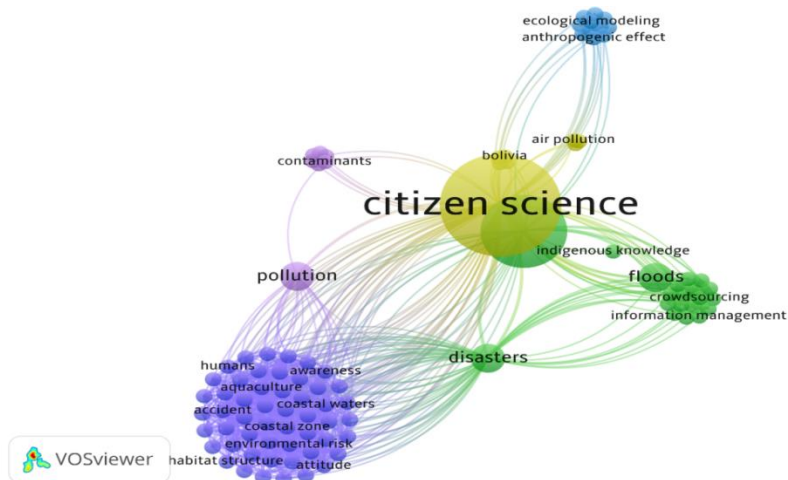 ecological modeling
anthropogenic effect
air pollution
bolivia
contaminants
citizen science
indigenous knowledge
pollution
floods
crowdsourcing
information management
disasters
humans
awareness
aquaculture
coastal waters
accident
coastal zone
environmental risk
habitat structure
attitude
VOSviewer